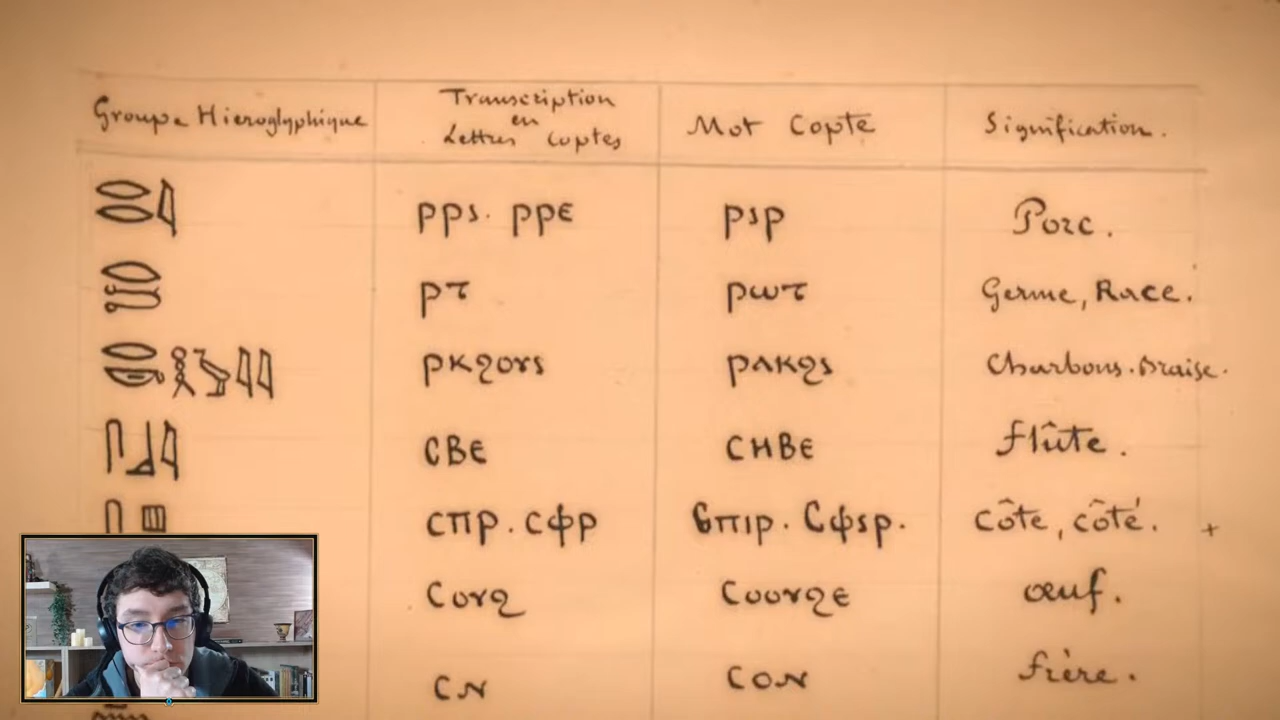 Groupe Hieroglyphique
Transcription
en
Lettres Coptes
Mot Copte
Signification.
ⲣⲣⲓ. ⲣⲣⲉ ⲣⲓⲣ Porc.
ⲣⲧ ⲣⲱⲧ Germe, Race.
ⲣⲕϩⲟⲩⲓ ⲣⲁⲕϩⲓ Charbons. Braise.
ⲥⲃⲉ ⲥⲏⲃⲉ flûte.
ⲥⲡⲣ. ⲥⲫⲣ ⲥⲡⲓⲣ. ⲥⲫⲓⲣ. côte, côté. +
ⲥⲟⲩϩ ⲥⲟⲟⲩϩⲉ œuf.
ⲥⲛ ⲥⲟⲛ frère.